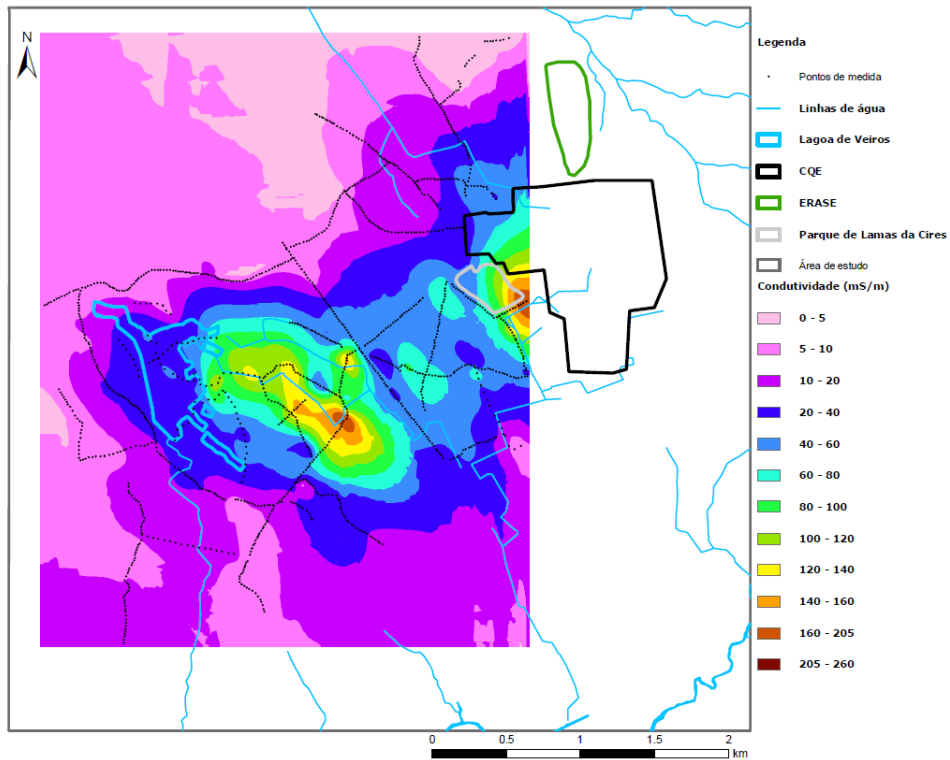 N
Legenda
Pontos de medida
Linhas de água
Lagoa de Veiros
CQE
ERASE
Parque de Lamas da Cires
Área de estudo
Condutividade (mS/m)
0 - 5
5 - 10
10 - 20
20 - 40
40 - 60
60 - 80
80 - 100
100 - 120
120 - 140
140 - 160
160 - 205
205 - 260
0 0.5 1 1.5 2
km